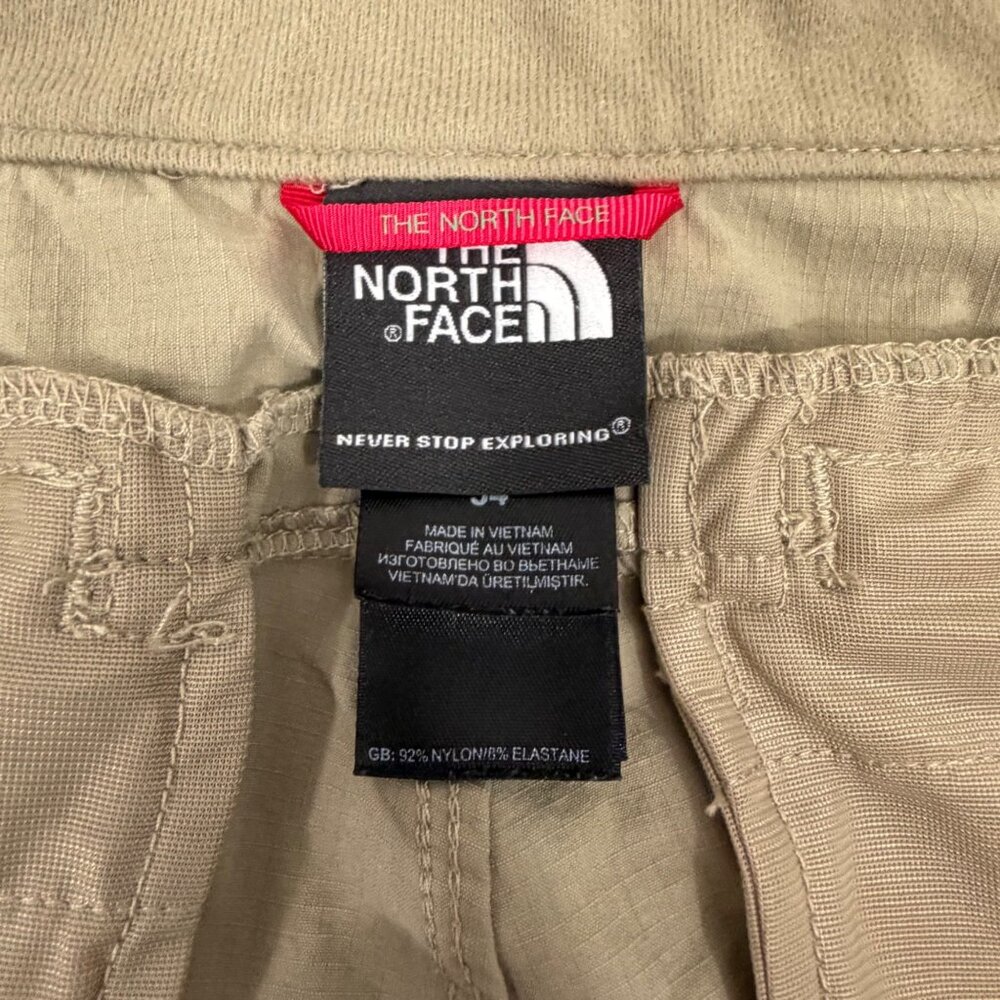 THE NORTH FACE
THE
NORTH
® FACE
NEVER STOP EXPLORING®
MADE IN VIETNAM
FABRIQUÉ AU VIETNAM
ИЗГОТОВЛЕНО ВО ВЬЕТНАМЕ
VIETNAM'DA ÜRETILMIŞTIR.
GB: 92% NYLON/8% ELASTANE